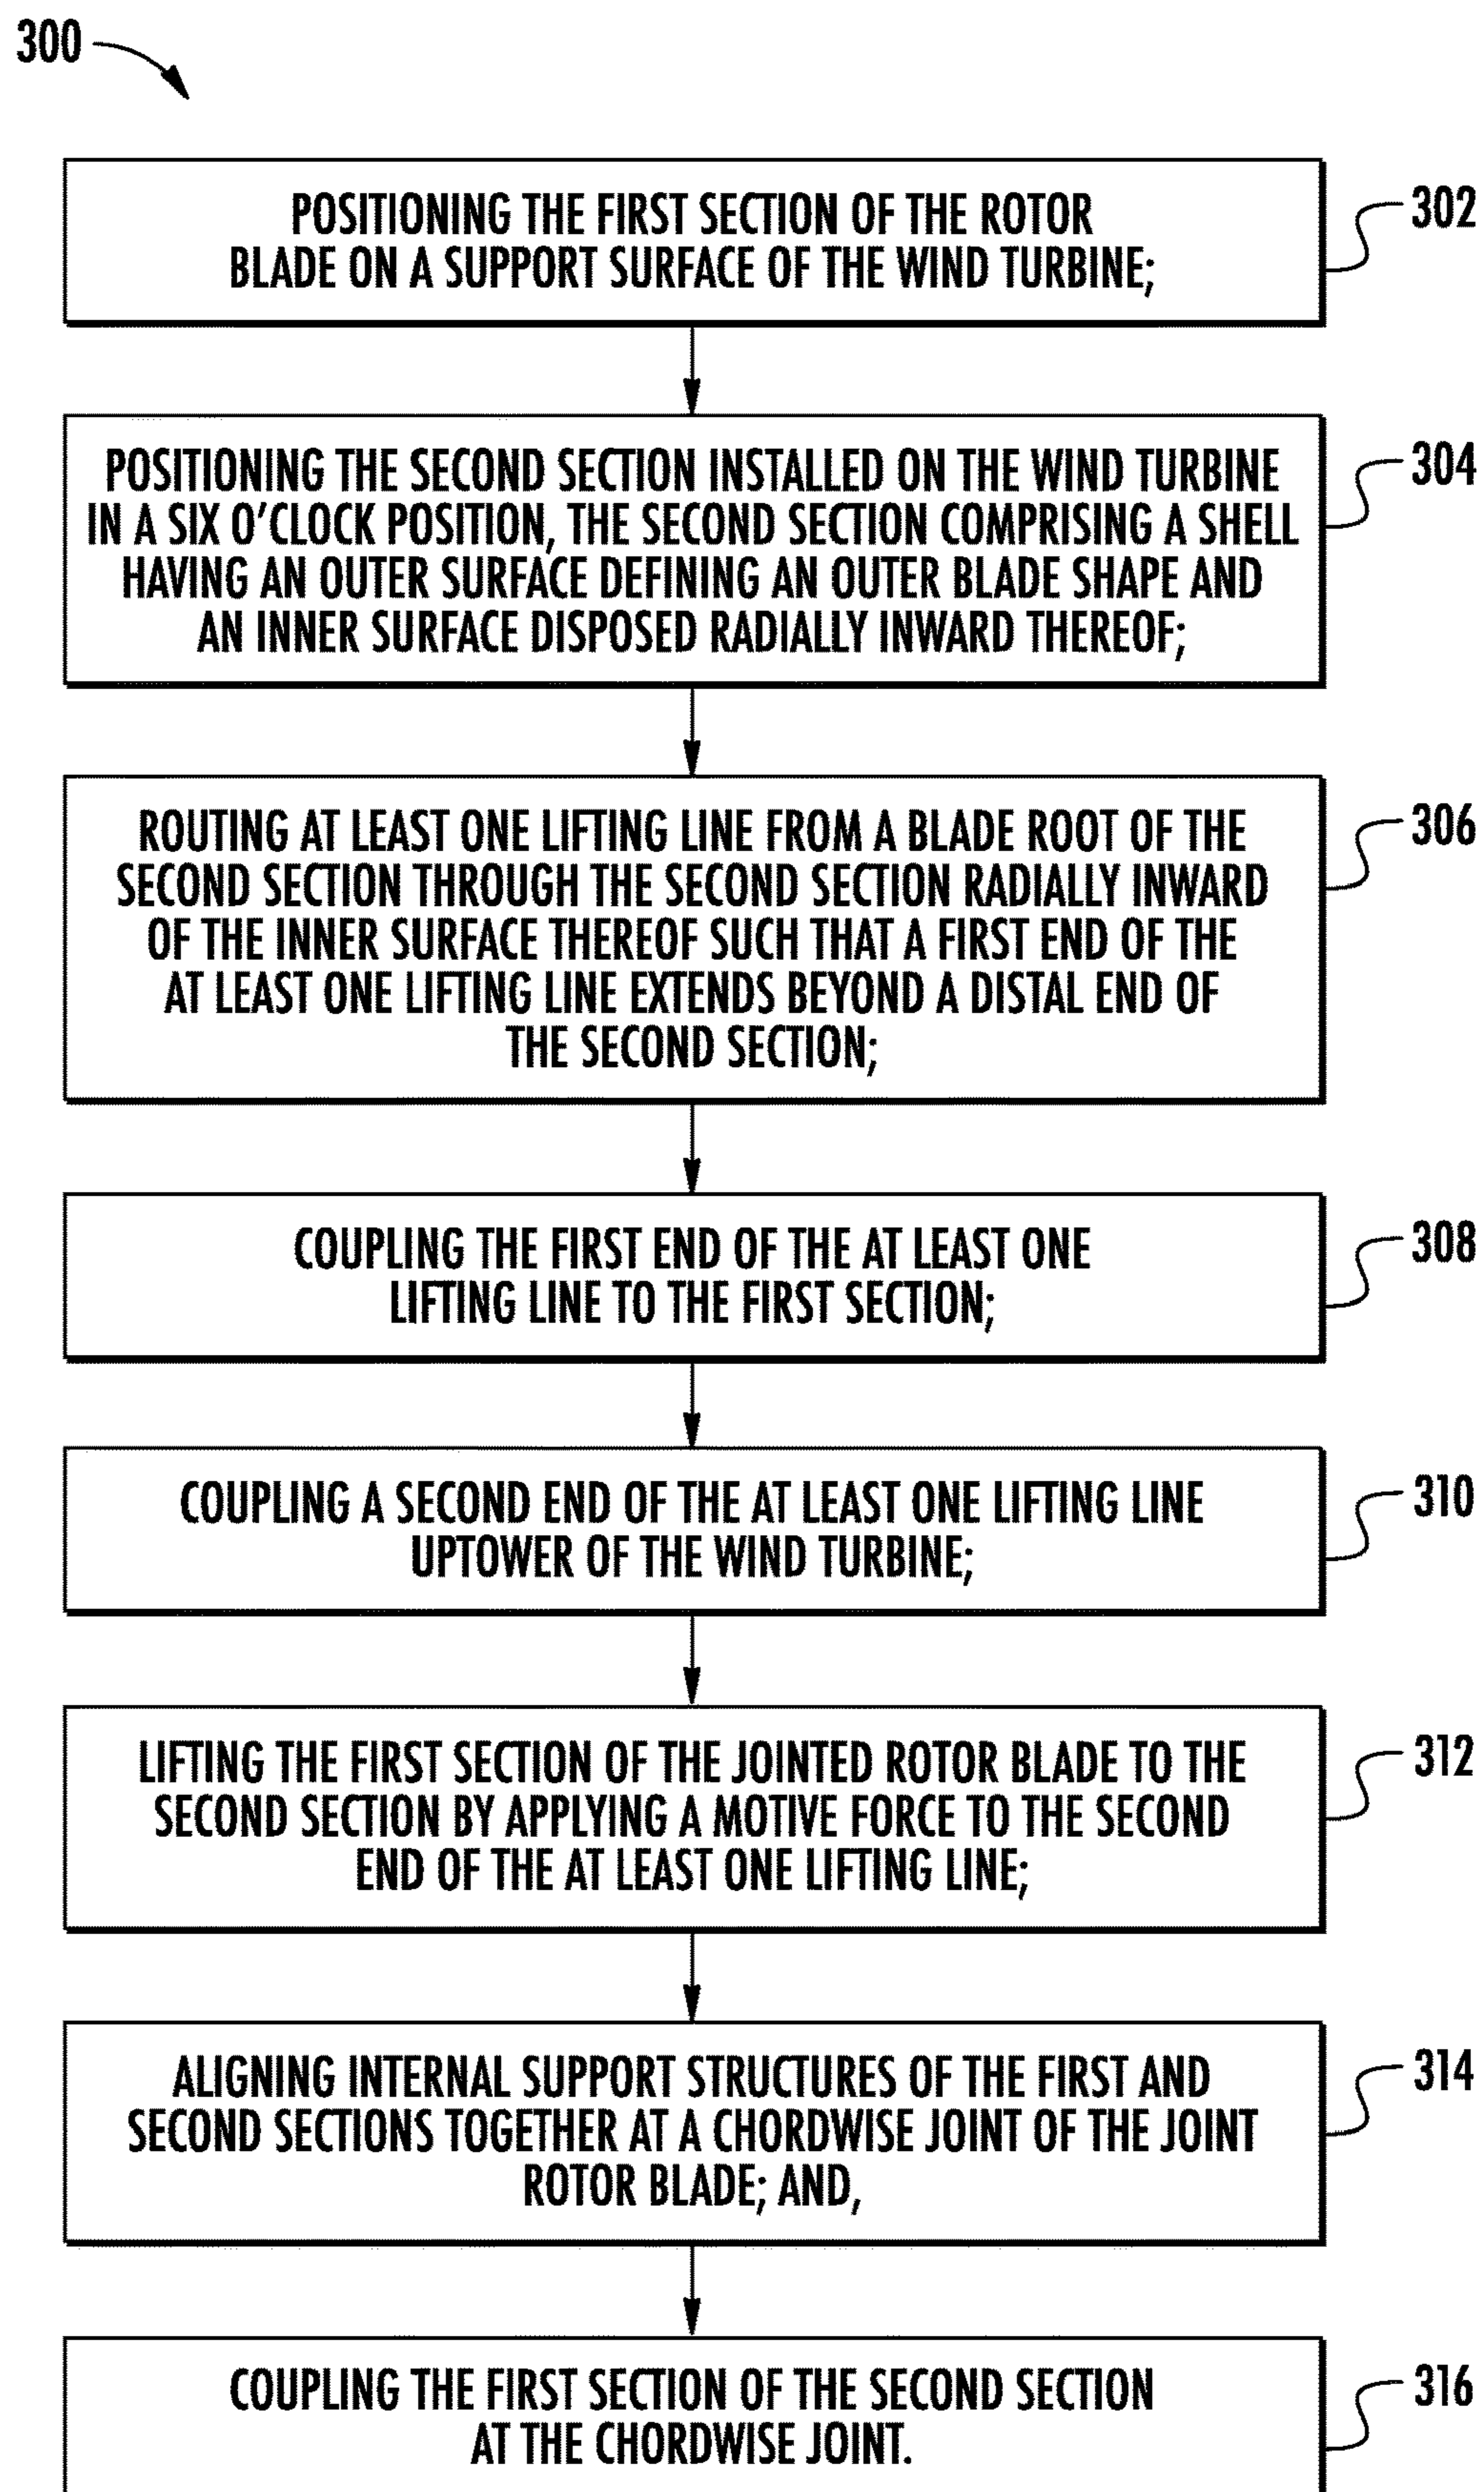 300
POSITIONING THE FIRST SECTION OF THE ROTOR
BLADE ON A SUPPORT SURFACE OF THE WIND TURBINE;
302
POSITIONING THE SECOND SECTION INSTALLED ON THE WIND TURBINE
IN A SIX O'CLOCK POSITION, THE SECOND SECTION COMPRISING A SHELL
HAVING AN OUTER SURFACE DEFINING AN OUTER BLADE SHAPE AND
AN INNER SURFACE DISPOSED RADIALLY INWARD THEREOF;
304
ROUTING AT LEAST ONE LIFTING LINE FROM A BLADE ROOT OF THE
SECOND SECTION THROUGH THE SECOND SECTION RADIALLY INWARD
OF THE INNER SURFACE THEREOF SUCH THAT A FIRST END OF THE
AT LEAST ONE LIFTING LINE EXTENDS BEYOND A DISTAL END OF
THE SECOND SECTION;
306
COUPLING THE FIRST END OF THE AT LEAST ONE
LIFTING LINE TO THE FIRST SECTION;
308
COUPLING A SECOND END OF THE AT LEAST ONE LIFTING LINE
UPTOWER OF THE WIND TURBINE;
310
LIFTING THE FIRST SECTION OF THE JOINTED ROTOR BLADE TO THE
SECOND SECTION BY APPLYING A MOTIVE FORCE TO THE SECOND
END OF THE AT LEAST ONE LIFTING LINE;
312
ALIGNING INTERNAL SUPPORT STRUCTURES OF THE FIRST AND
SECOND SECTIONS TOGETHER AT A CHORDWISE JOINT OF THE JOINT
ROTOR BLADE; AND,
314
COUPLING THE FIRST SECTION OF THE SECOND SECTION
AT THE CHORDWISE JOINT.
316